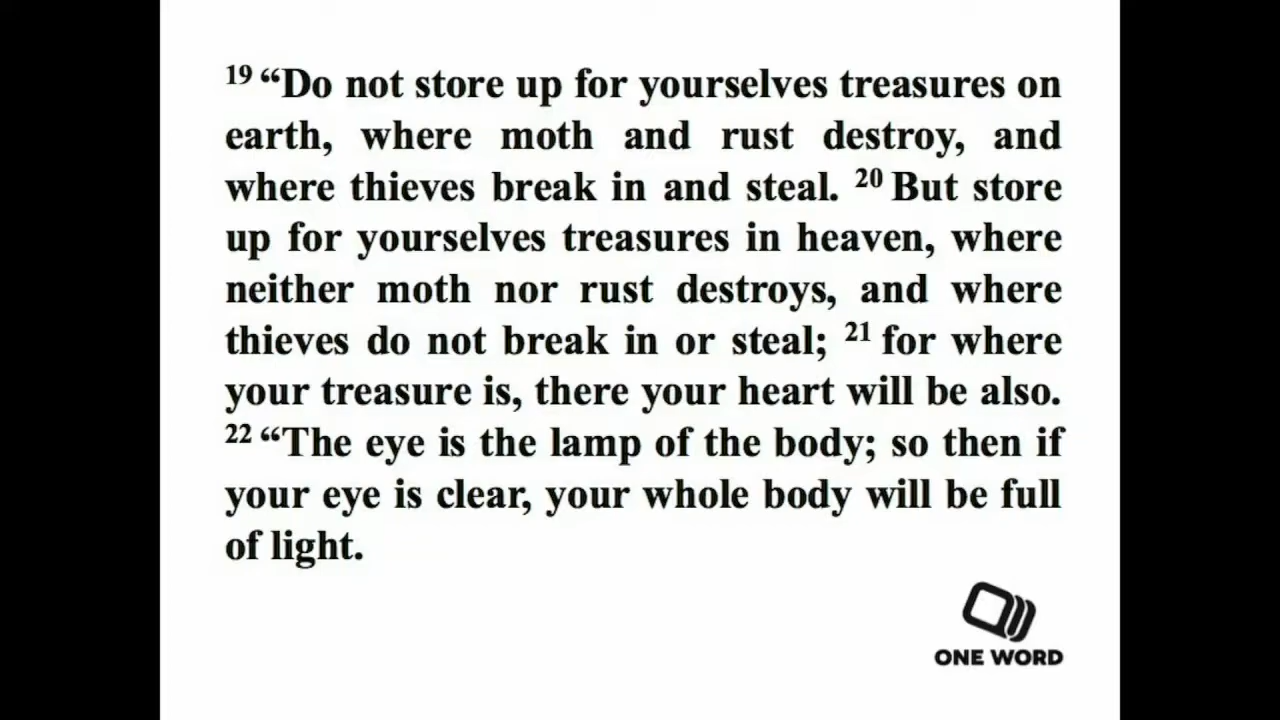 19 “Do not store up for yourselves treasures on
earth, where moth and rust destroy, and
where thieves break in and steal. 20 But store
up for yourselves treasures in heaven, where
neither moth nor rust destroys, and where
thieves do not break in or steal; 21 for where
your treasure is, there your heart will be also.
22 “The eye is the lamp of the body; so then if
your eye is clear, your whole body will be full
of light.
ONE WORD